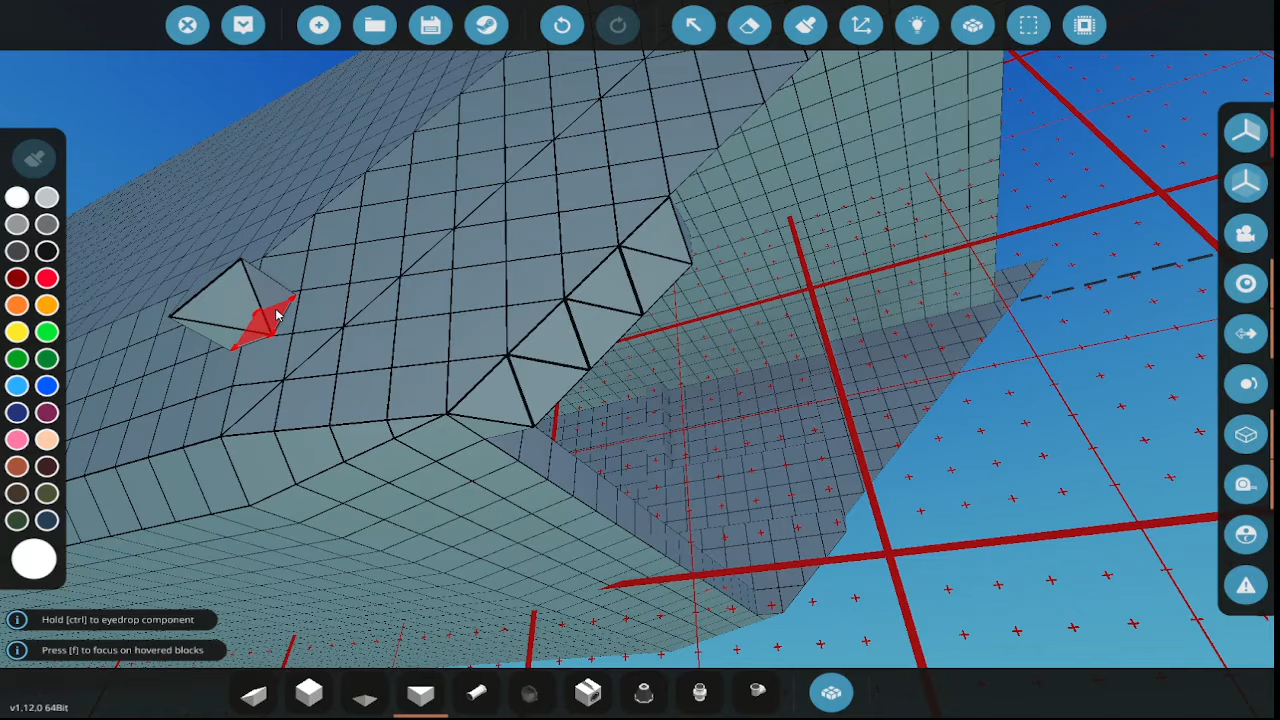 Hold [ctrl] to eyedrop component
Press [f] to focus on hovered blocks
v1.12.0 64Bit